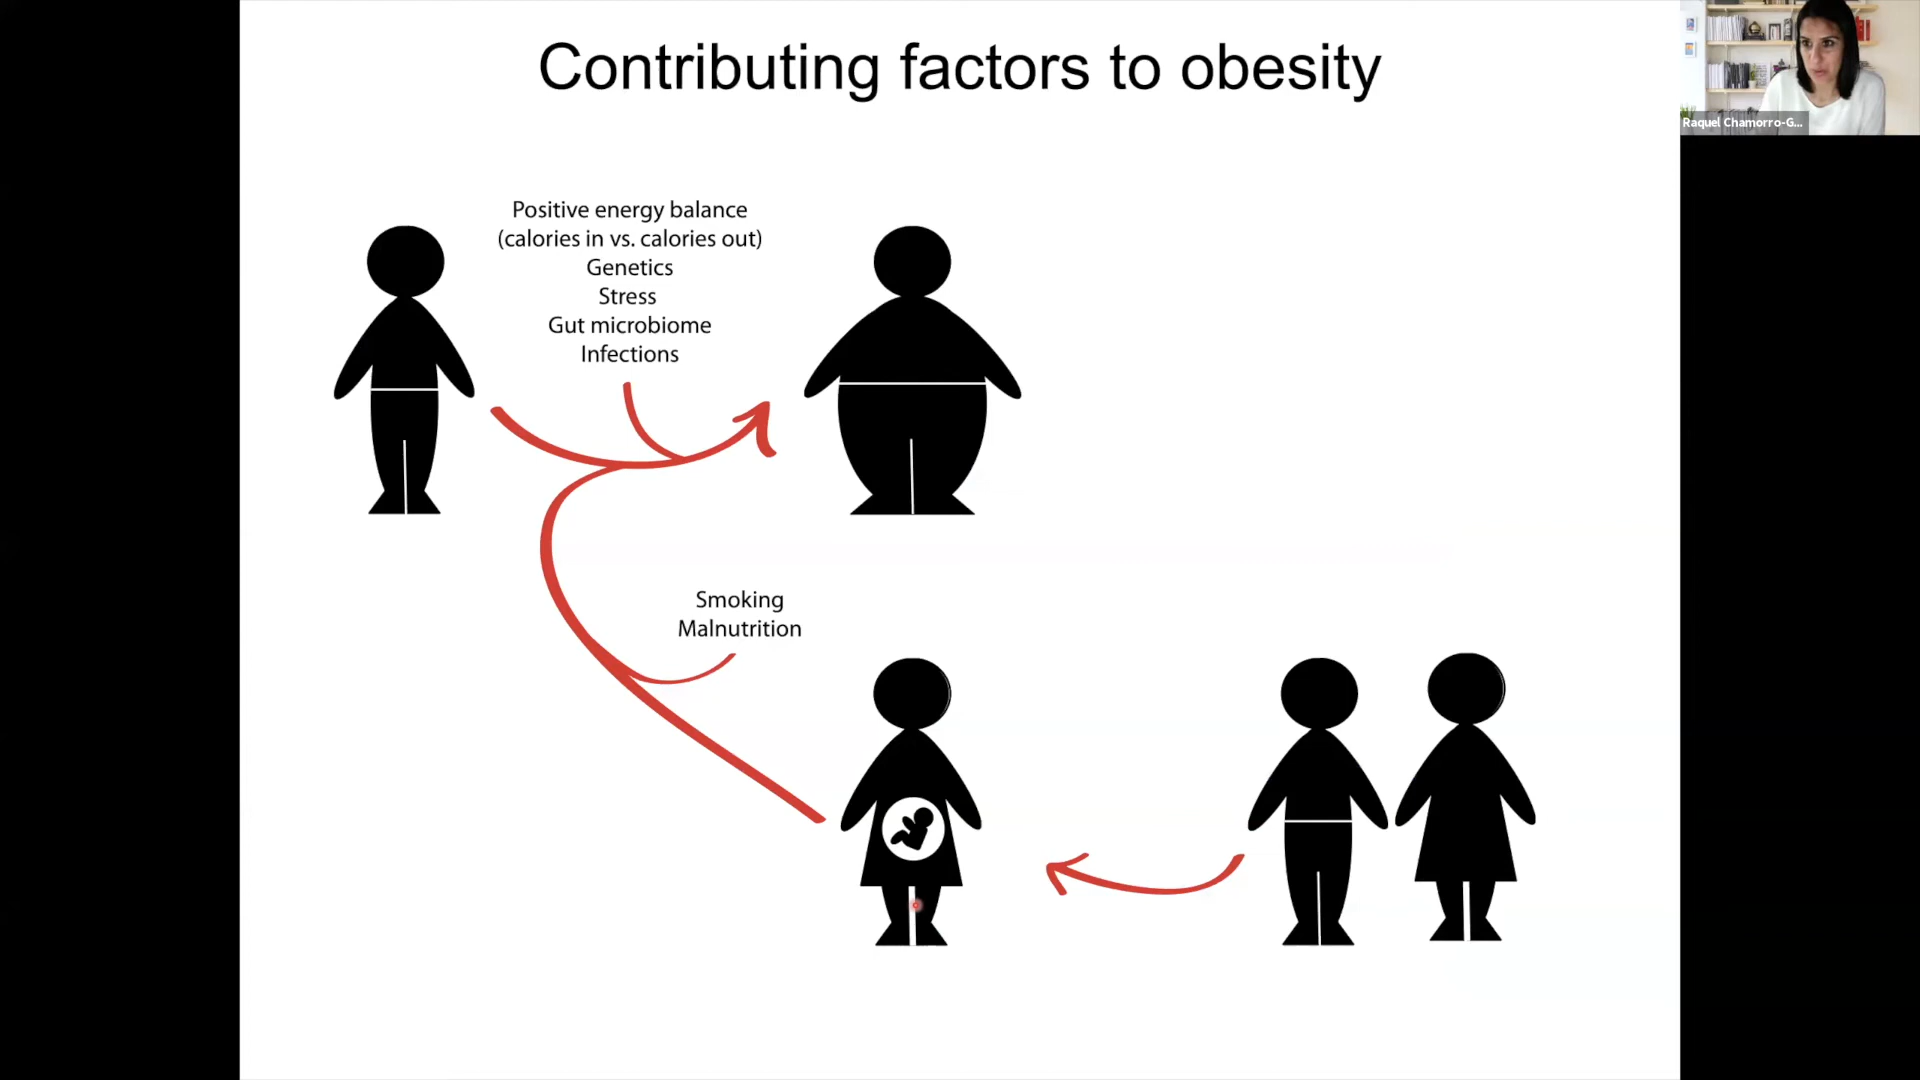 Contributing factors to obesity
Raquel Chamorro-G...
Positive energy balance
(calories in vs. calories out)
Genetics
Stress
Gut microbiome
Infections
Smoking
Malnutrition